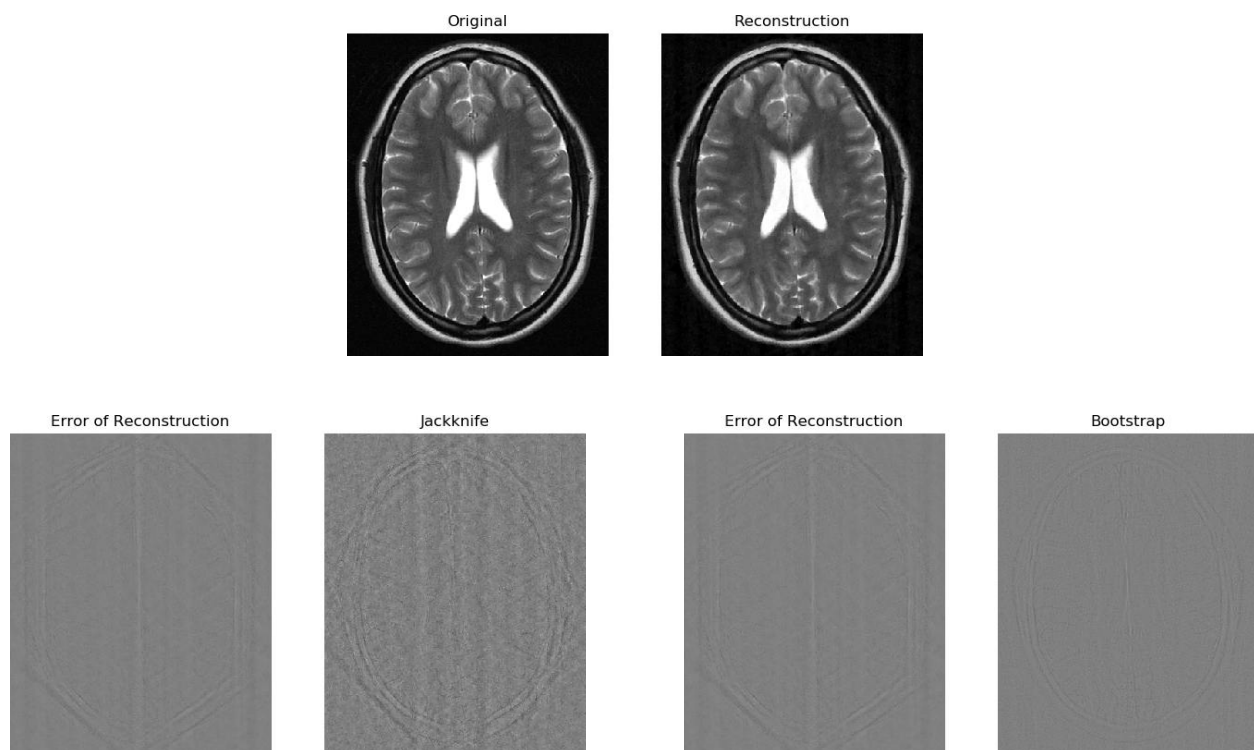 Original
Reconstruction
Error of Reconstruction
Jackknife
Error of Reconstruction
Bootstrap